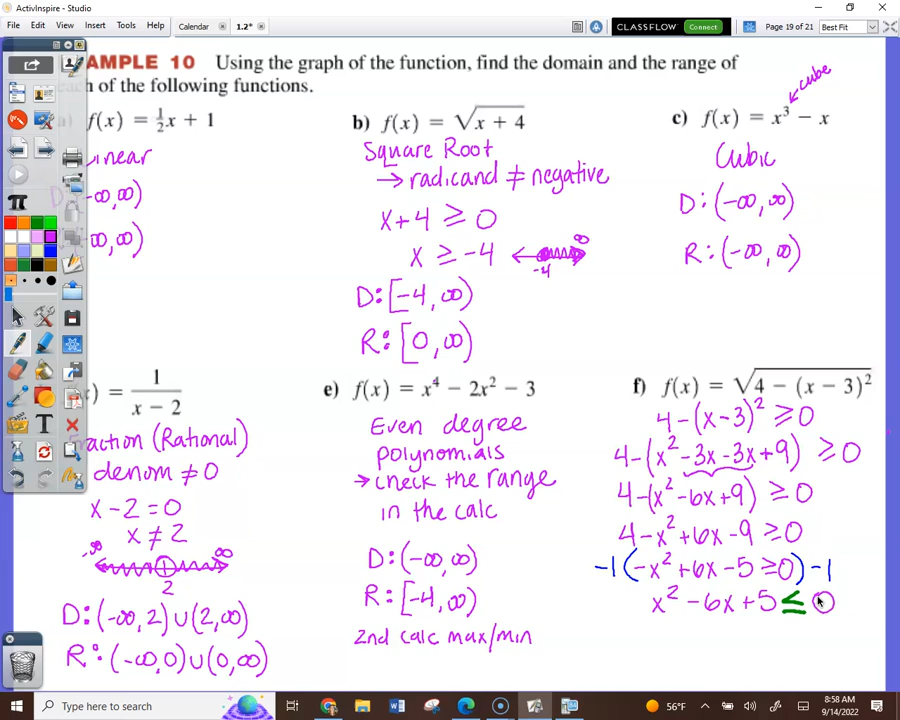 ActivInspire - Studio
File Edit View Insert Tools Help
Calendar
1.2*
CLASSFLOW Connect
Page 19 of 21
Best Fit
AMPLE 10 Using the graph of the function, find the domain and the range of
h of the following functions.
cube
f(x) = ½x + 1
b) f(x) = √(x + 4)
c) f(x) = x³ − x
inear
Square Root
→ radicand ≠ negative
Cubic
D: -∞,∞)
∞,∞)
x+4 ≥ 0
x ≥ -4
-4 ∞
D: [-4, ∞)
R: [0, ∞)
D: (-∞, ∞)
R: (-∞, ∞)
) = 1/(x − 2)
action (Rational)
denom ≠ 0
x - 2 = 0
x ≠ 2
-∞ ∞
2
D: (-∞, 2) ∪ (2, ∞)
R: (-∞, 0) ∪ (0, ∞)
e) f(x) = x⁴ − 2x² − 3
Even degree
polynomials
→ check the range
in the calc
D: (-∞, ∞)
R: [-4, ∞)
2nd calc max/min
f) f(x) = √(4 − (x − 3)²)
4-(x-3)² ≥ 0
4-(x² -3x -3x +9) ≥ 0
4-(x² -6x +9) ≥ 0
4 - x² + 6x - 9 ≥ 0
-1(-x² + 6x - 5 ≥ 0) -1
x² - 6x + 5 ≤ 0
Type here to search
56°F
8:58 AM
9/14/2022